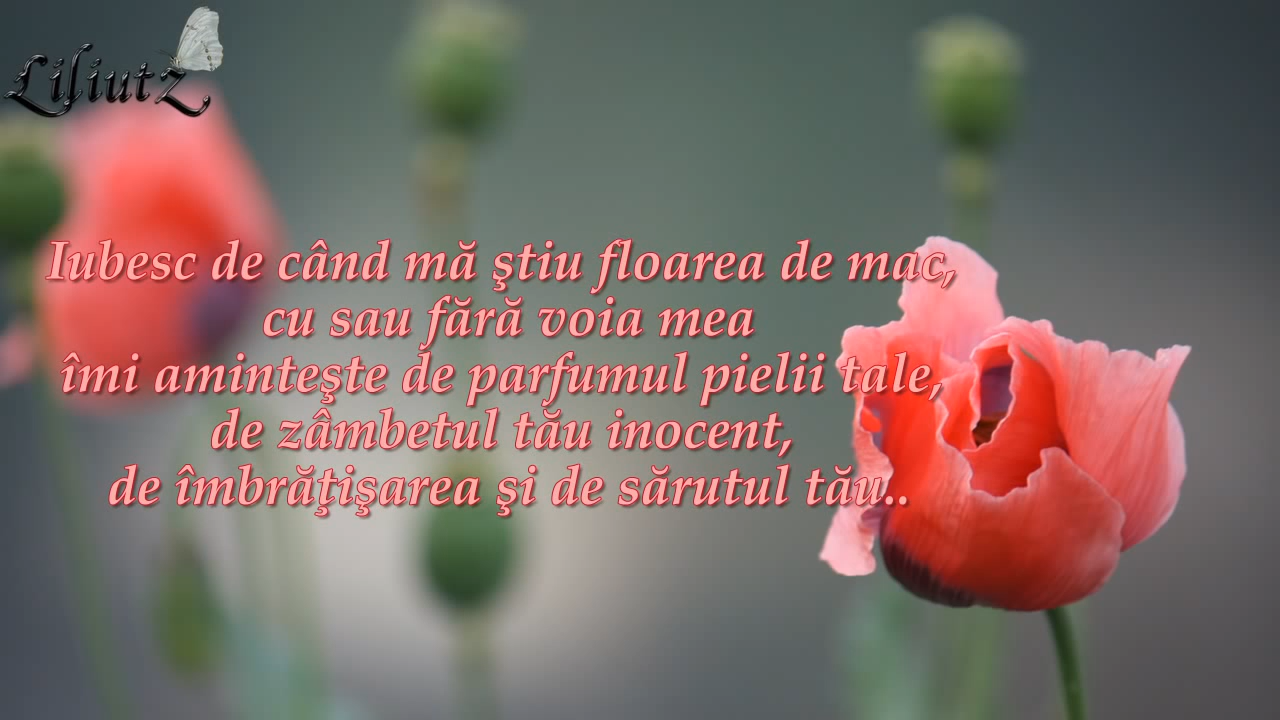 Liliutz
Iubesc de când mă ştiu floarea de mac,
cu sau fără voia mea
îmi aminteşte de parfumul pielii tale,
de zâmbetul tău inocent,
de îmbrăţişarea şi de sărutul tău..